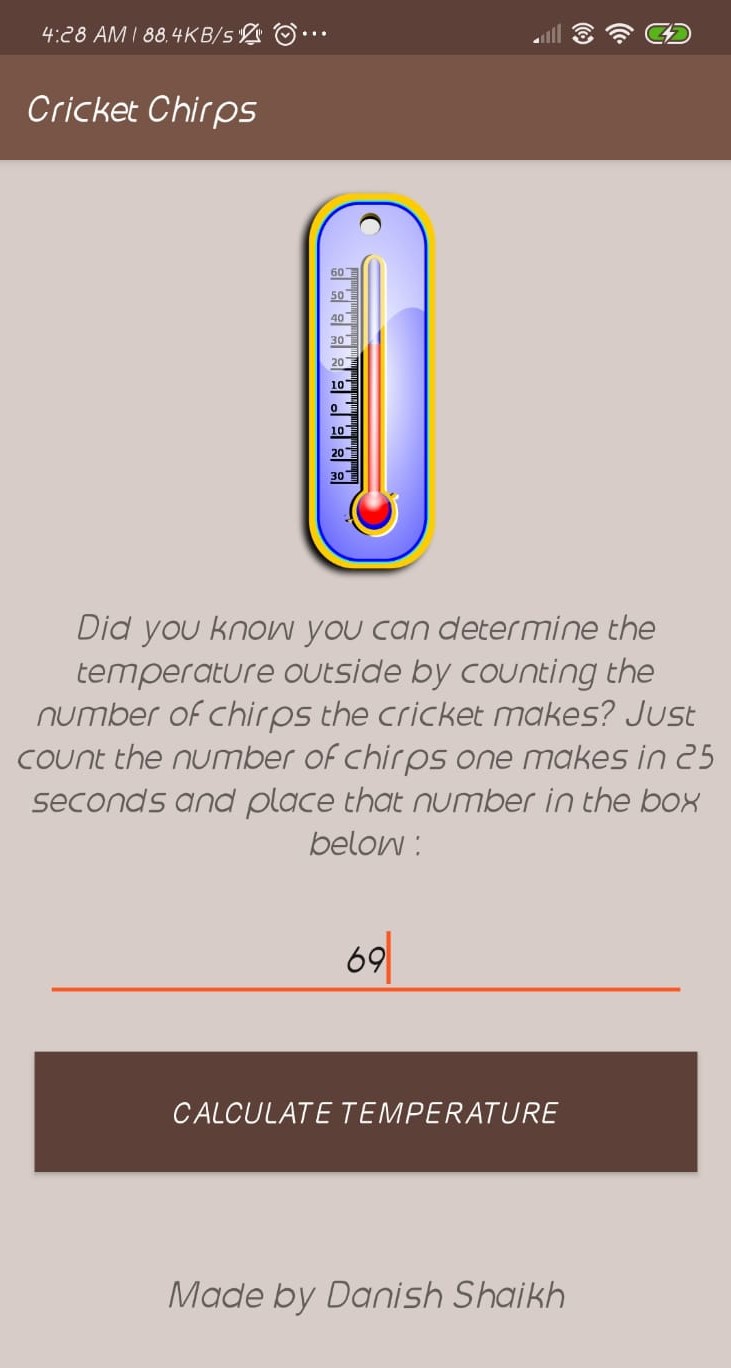 4:28 AM | 88.4KB/s ...
Cricket Chirps
60
50
40
30
20
10
0
10
20
30
Did you know you can determine the
temperature outside by counting the
number of chirps the cricket makes? Just
count the number of chirps one makes in 25
seconds and place that number in the box
below :
69
CALCULATE TEMPERATURE
Made by Danish Shaikh